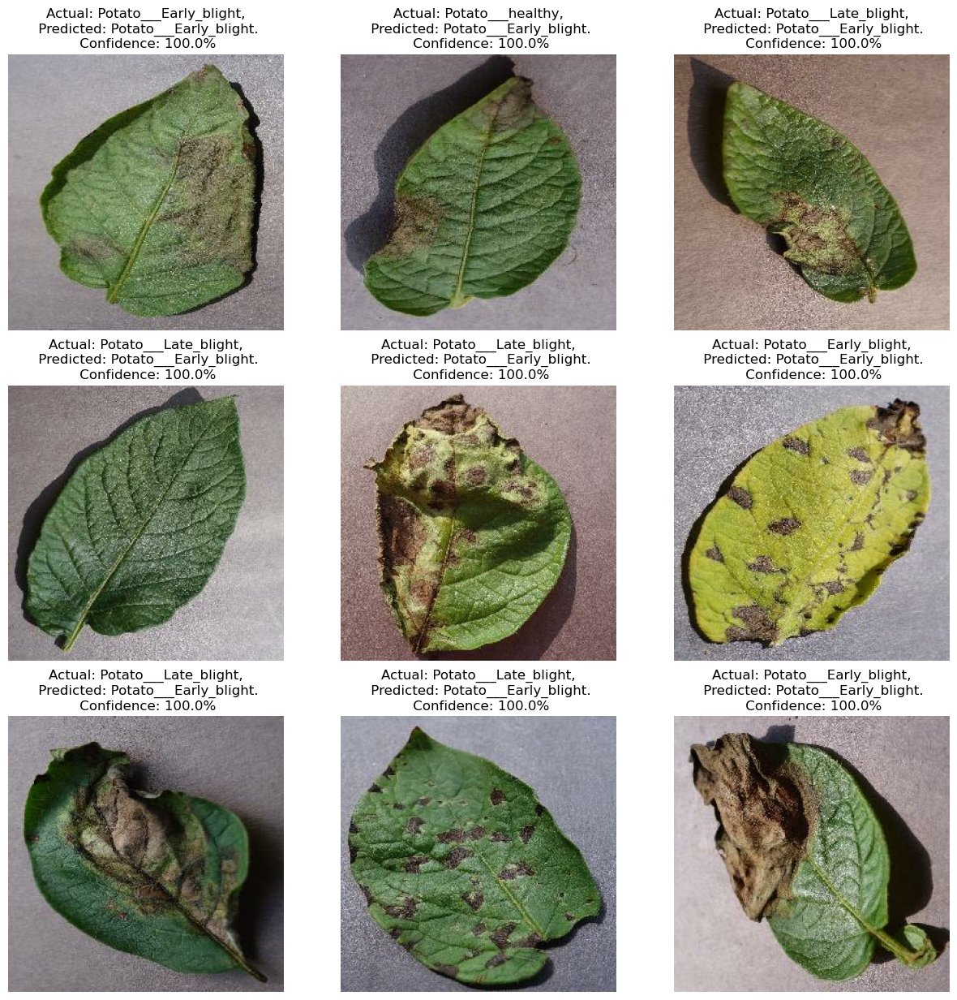 Actual: Potato___Early_blight,
Predicted: Potato___Early_blight.
Confidence: 100.0%
Actual: Potato___healthy,
Predicted: Potato___Early_blight.
Confidence: 100.0%
Actual: Potato___Late_blight,
Predicted: Potato___Early_blight.
Confidence: 100.0%
Actual: Potato___Late_blight,
Predicted: Potato___Early_blight.
Confidence: 100.0%
Actual: Potato___Late_blight,
Predicted: Potato___Early_blight.
Confidence: 100.0%
Actual: Potato___Early_blight,
Predicted: Potato___Early_blight.
Confidence: 100.0%
Actual: Potato___Late_blight,
Predicted: Potato___Early_blight.
Confidence: 100.0%
Actual: Potato___Late_blight,
Predicted: Potato___Early_blight.
Confidence: 100.0%
Actual: Potato___Early_blight,
Predicted: Potato___Early_blight.
Confidence: 100.0%